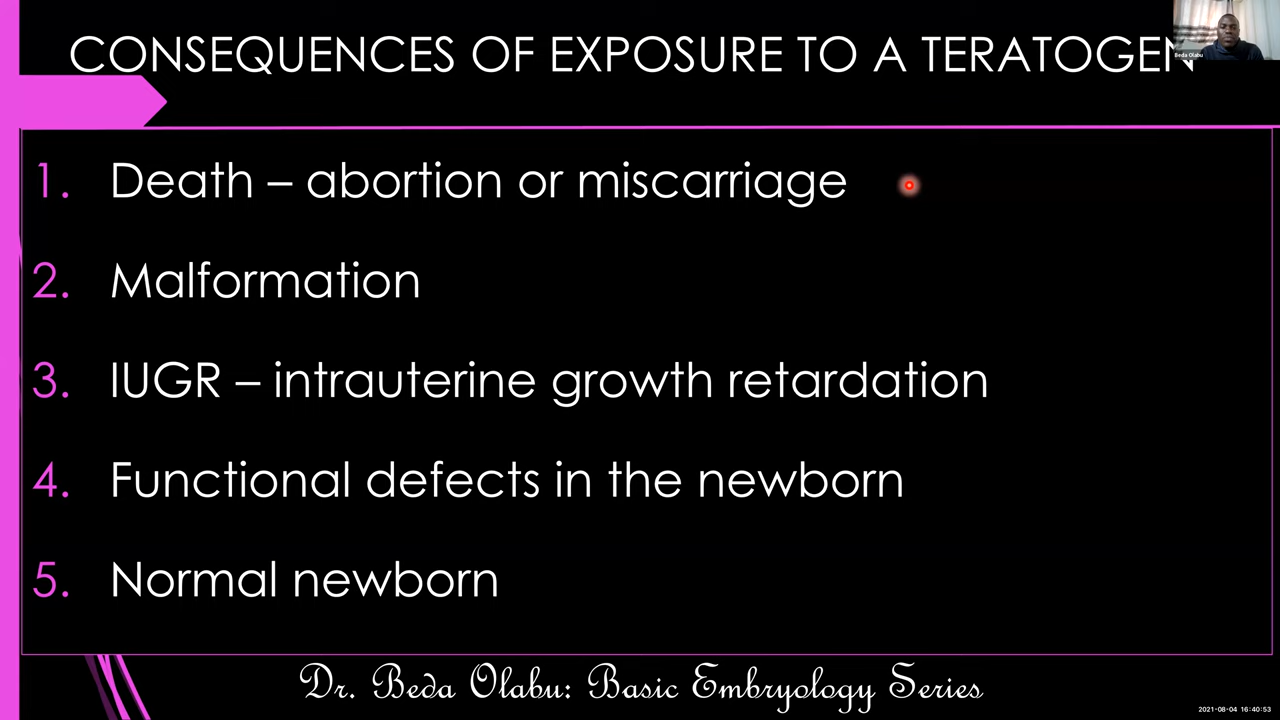 CONSEQUENCES OF EXPOSURE TO A TERATOGEN
Beda Olabu
1. Death – abortion or miscarriage
2. Malformation
3. IUGR – intrauterine growth retardation
4. Functional defects in the newborn
5. Normal newborn
Dr. Beda Olabu: Basic Embryology Series
2021-08-04 16:40:53